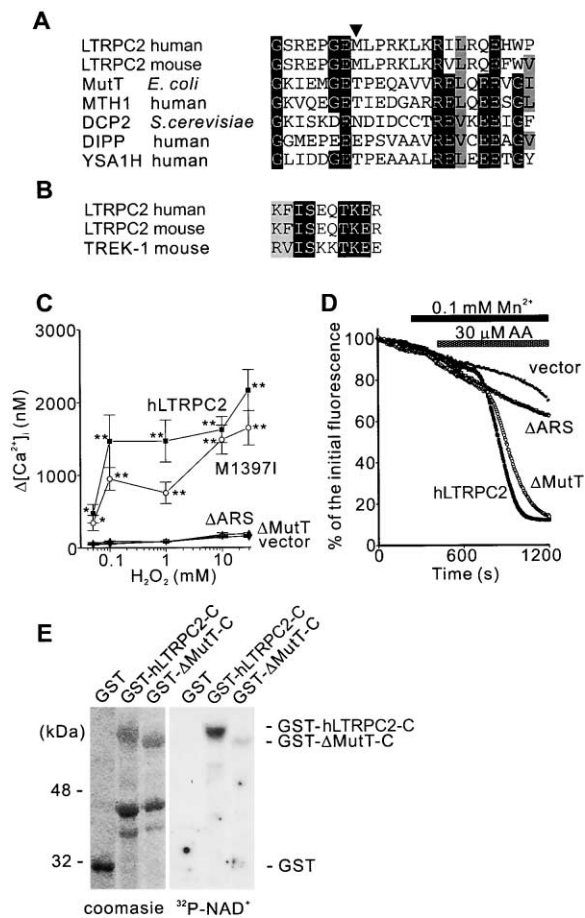 A
LTRPC2 human GSREPGEMLPRKLKRILRQEHWP
LTRPC2 mouse GSREPGEMLPRKLKRVLRQEFWV
MutT E. coli GKIEMGETPEQAVVRELQEEVGI
MTH1 human GKVQEGETIEDGARRELQEESGL
DCP2 S.cerevisiae GKISKDENDIDCCTREVKEEIGF
DIPP human GGMEPEEEPSVAAVREVCEEAGV
YSA1H human GLIDDGETPEAAALRELEEETGY
B
LTRPC2 human KFISEQTKER
LTRPC2 mouse KFISEQTKER
TREK-1 mouse RVISKKTKEE
C
3000
2000
1000
0
Δ[Ca2+]i (nM)
hLTRPC2
M1397I
ΔARS
ΔMutT
vector
** ** ** ** ** ** ** ** * *
0.1 1 10
H2O2 (mM)
D
0.1 mM Mn2+
30 μM AA
100
80
60
40
20
0
% of the initial fluorescence
vector
ΔARS
ΔMutT
hLTRPC2
0 600 1200
Time (s)
E
GST
GST-hLTRPC2-C
GST-ΔMutT-C
GST
GST-hLTRPC2-C
GST-ΔMutT-C
(kDa)
48 -
32 -
- GST-hLTRPC2-C
- GST-ΔMutT-C
- GST
coomasie 32P-NAD+